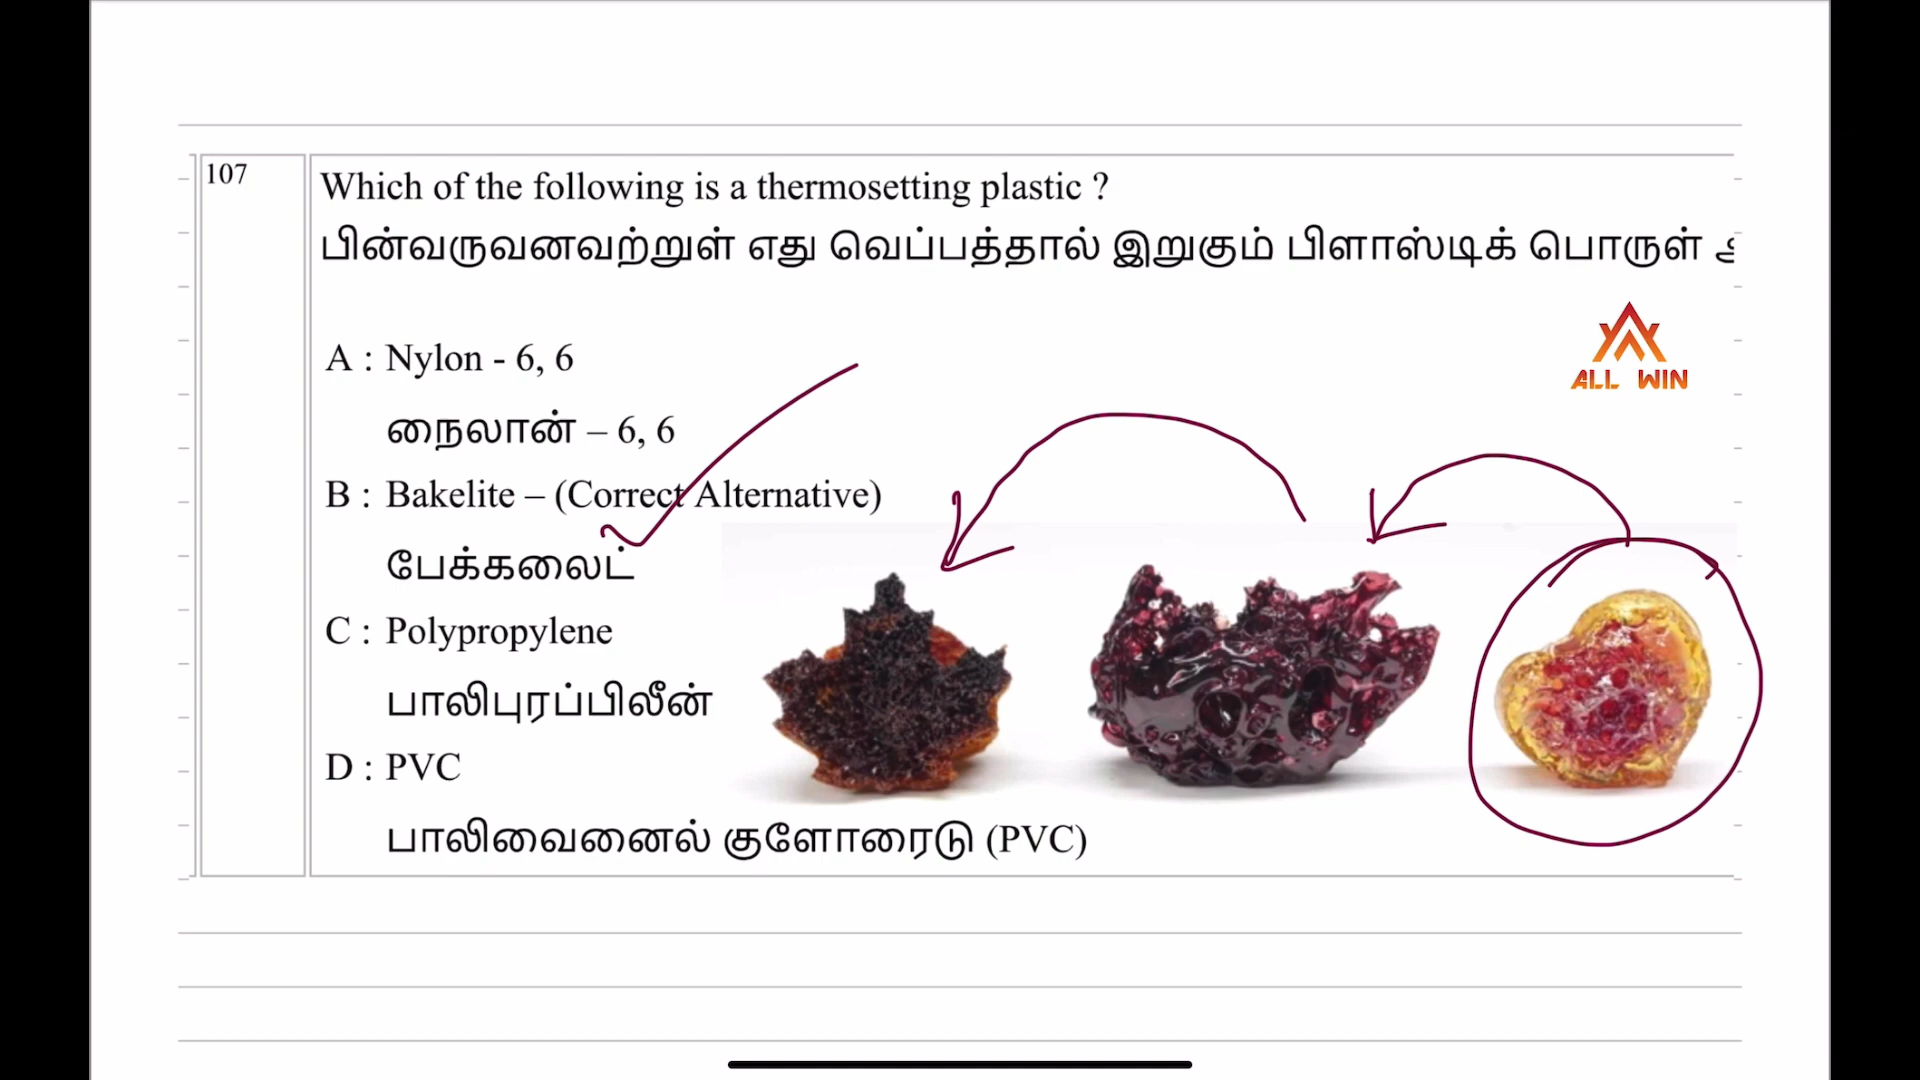 107
Which of the following is a thermosetting plastic ?
பின்வருவனவற்றுள் எது வெப்பத்தால் இறுகும் பிளாஸ்டிக் பொருள்
A : Nylon - 6, 6
நைலான் – 6, 6
B : Bakelite – (Correct Alternative)
பேக்கலைட்
C : Polypropylene
பாலிபுரப்பிலீன்
D : PVC
பாலிவைனைல் குளோரைடு (PVC)
ALL WIN